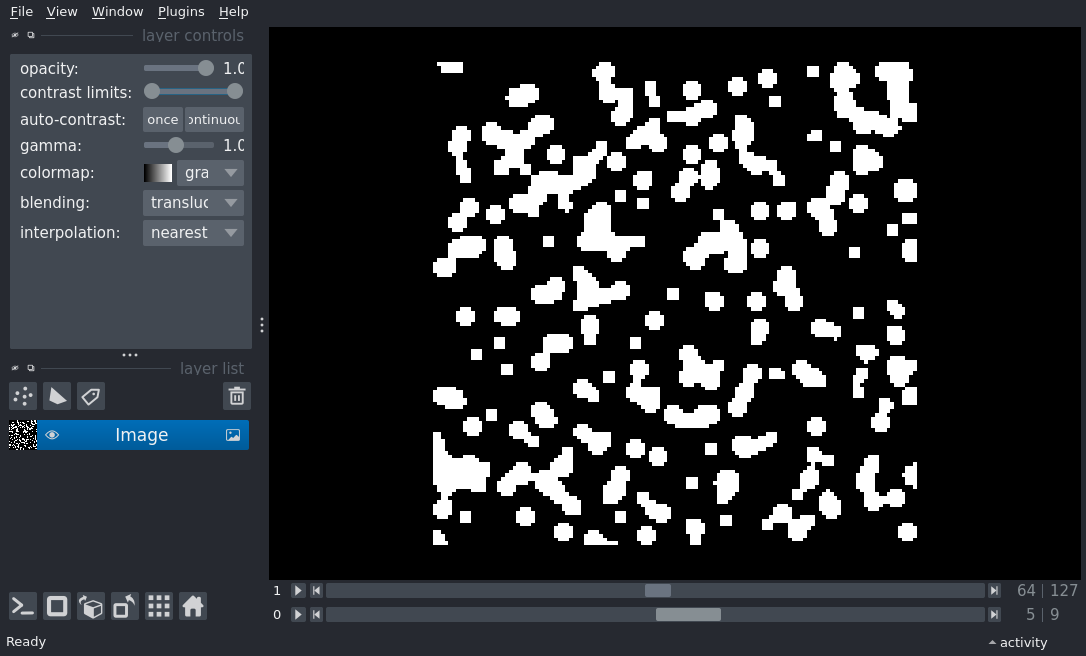 File View Window Plugins Help
layer controls
opacity: 1.0
contrast limits:
auto-contrast: once ontinuou
gamma: 1.0
colormap: gra
blending: transluc
interpolation: nearest
layer list
Image
1 64 127
0 5 9
Ready activity